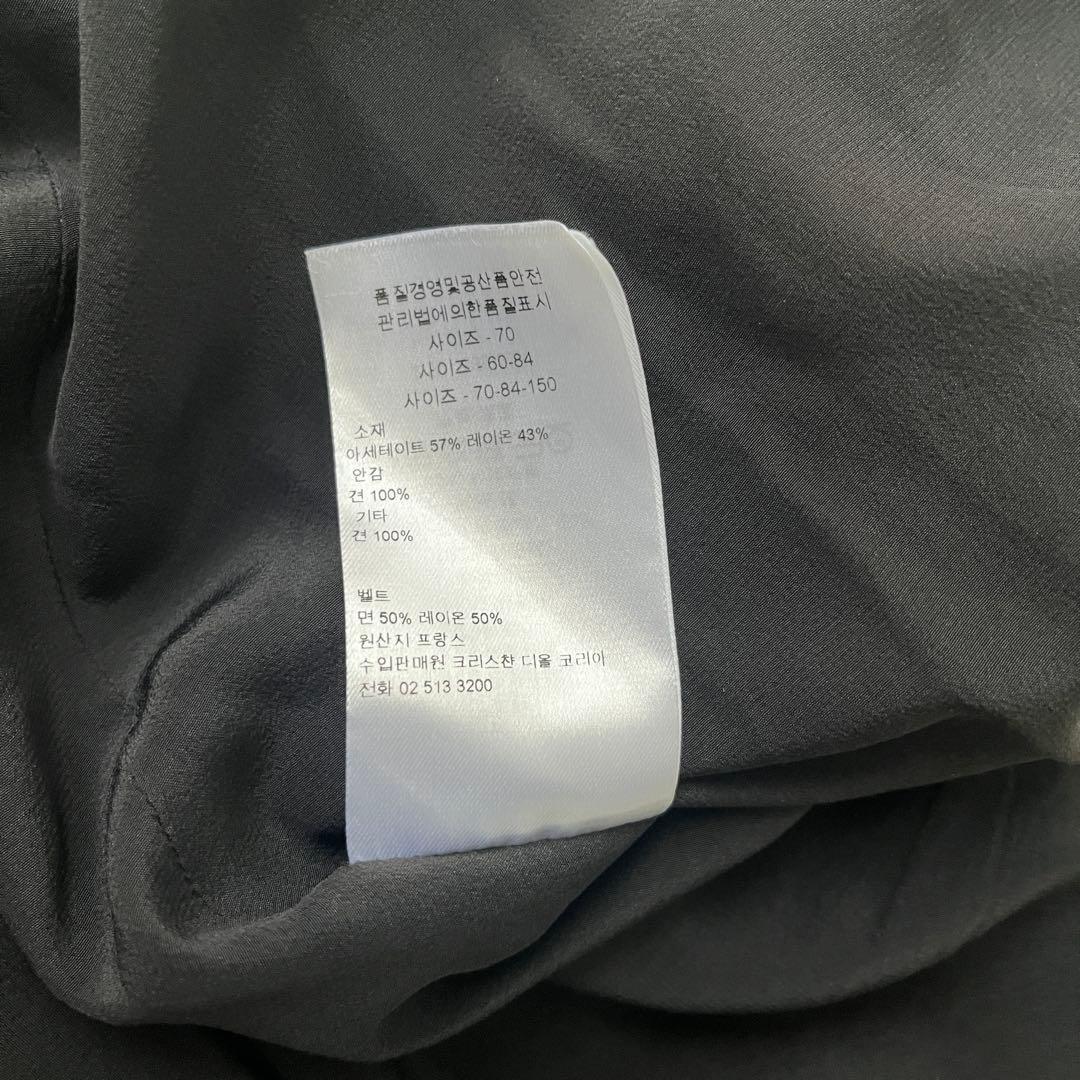 품질경영및공산품안전
관리법에의한품질표시
사이즈 - 70
사이즈 - 60-84
사이즈 - 70-84-150
소재
아세테이트 57% 레이온 43%
안감
견 100%
기타
견 100%
벨트
면 50% 레이온 50%
원산지 프랑스
수입판매원 크리스챤 디올 코리아
전화 02 513 3200